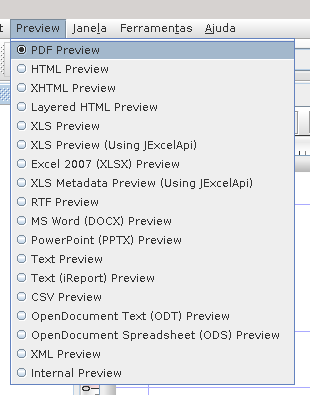 t Preview Janela Ferramentas Ajuda
PDF Preview
HTML Preview
XHTML Preview
Layered HTML Preview
XLS Preview
XLS Preview (Using JExcelApi)
Excel 2007 (XLSX) Preview
XLS Metadata Preview (Using JExcelApi)
RTF Preview
MS Word (DOCX) Preview
PowerPoint (PPTX) Preview
Text Preview
Text (iReport) Preview
CSV Preview
OpenDocument Text (ODT) Preview
OpenDocument Spreadsheet (ODS) Preview
XML Preview
Internal Preview